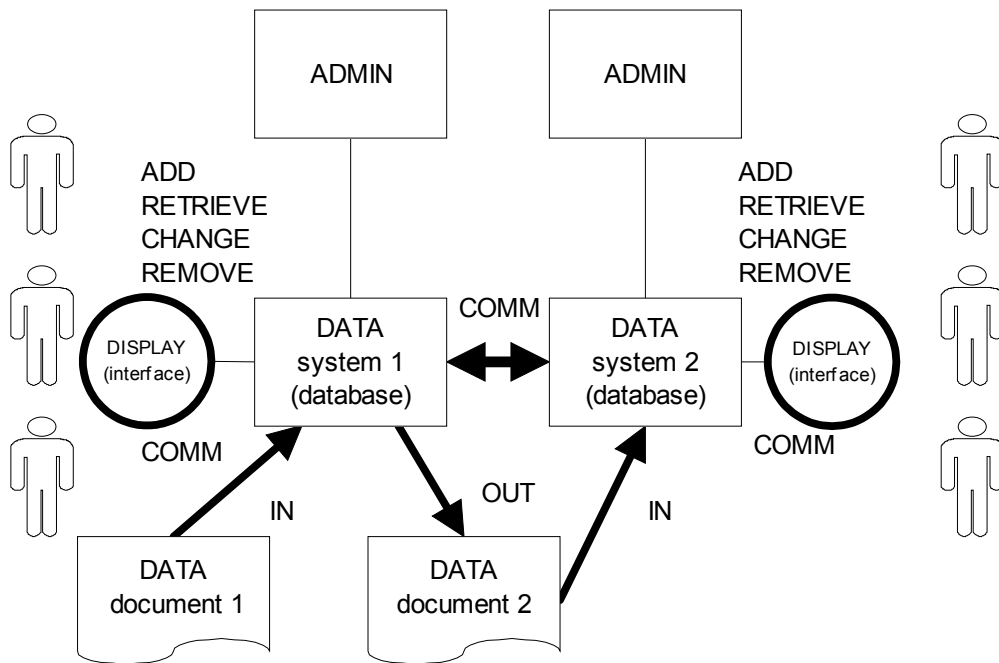 ADMIN
ADMIN
ADD
RETRIEVE
CHANGE
REMOVE
ADD
RETRIEVE
CHANGE
REMOVE
DISPLAY
(interface)
DATA
system 1
(database)
COMM
DATA
system 2
(database)
DISPLAY
(interface)
COMM
COMM
IN
OUT
IN
DATA
document 1
DATA
document 2